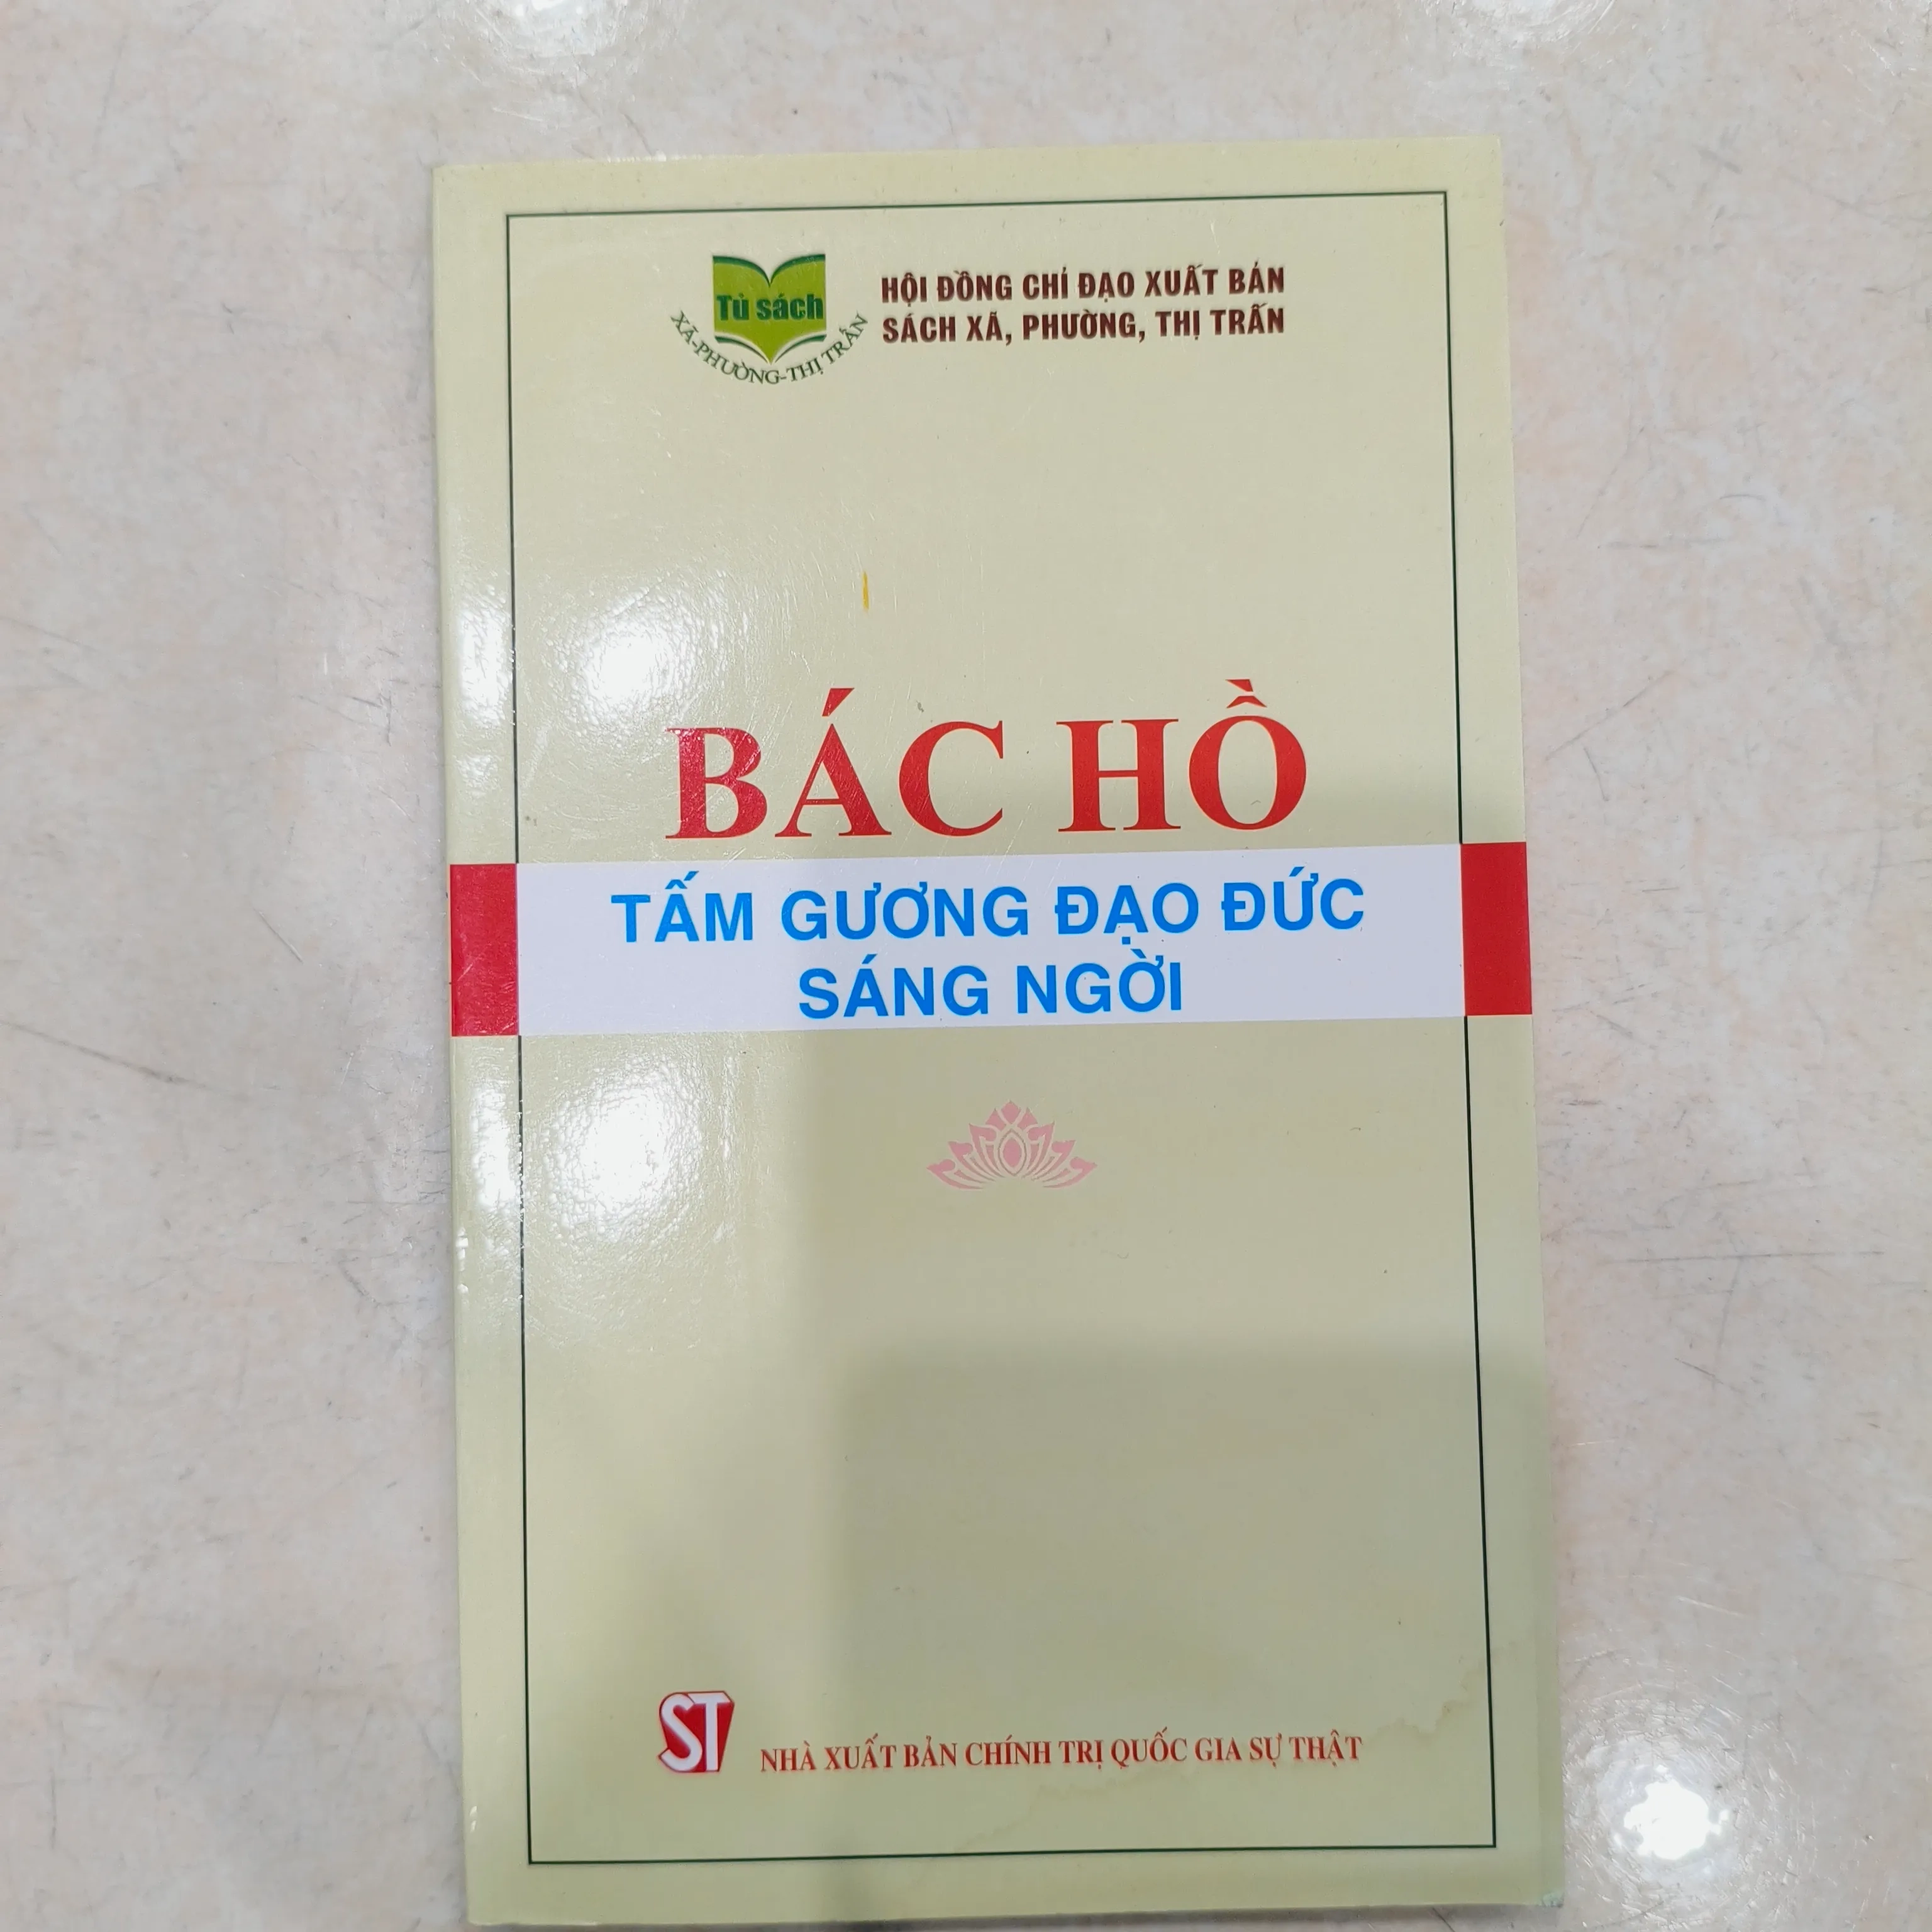 Tủ sách
XÃ-PHƯỜNG-THỊ TRẤN
HỘI ĐỒNG CHỈ ĐẠO XUẤT BẢN
SÁCH XÃ, PHƯỜNG, THỊ TRẤN
BÁC HỒ
TẤM GƯƠNG ĐẠO ĐỨC
SÁNG NGỜI
ST
NHÀ XUẤT BẢN CHÍNH TRỊ QUỐC GIA SỰ THẬT